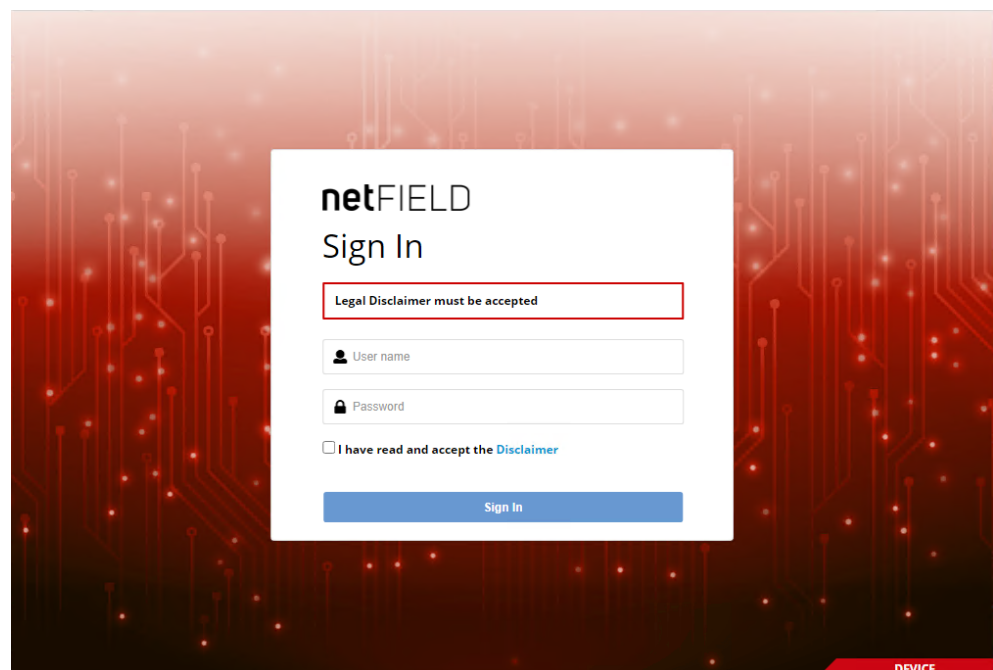 netFIELD
Sign In
Legal Disclaimer must be accepted
User name
Password
I have read and accept the Disclaimer
Sign In
DEVICE